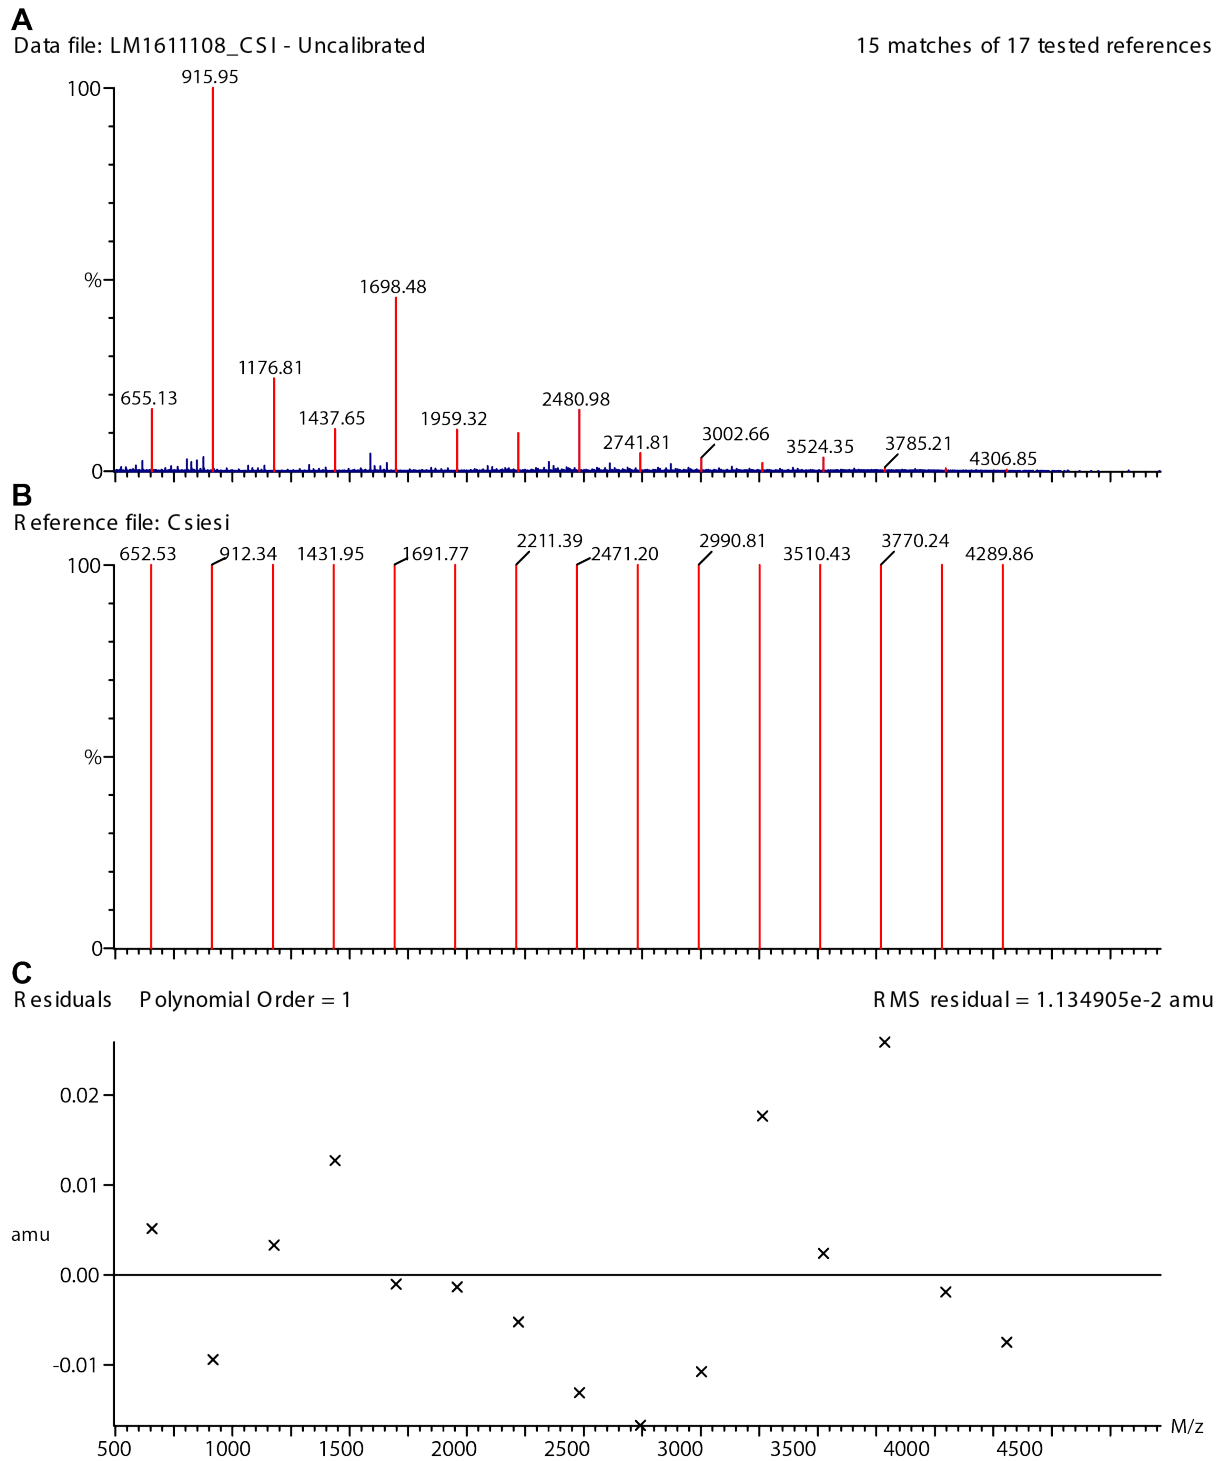 A
Data file: LM1611108_CSI - Uncalibrated 15 matches of 17 tested references
915.95
100
1698.48
%
1176.81
655.13 1437.65 1959.32 2480.98
2741.81 3002.66 3524.35 3785.21 4306.85
0
B
Reference file: Csiesi
652.53 912.34 1431.95 1691.77 2211.39 2471.20 2990.81 3510.43 3770.24 4289.86
100
%
0
C
Residuals Polynomial Order = 1 RMS residual = 1.134905e-2 amu
0.02
0.01
amu
0.00
-0.01
M/z
500 1000 1500 2000 2500 3000 3500 4000 4500